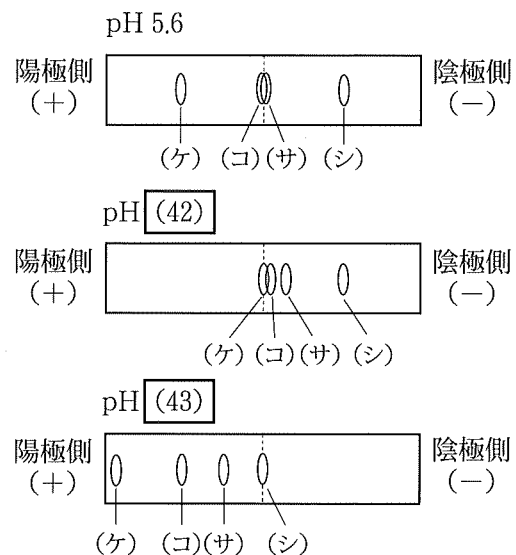 pH 5.6
陽極側
(+)
陰極側
(−)
(ケ) (コ)(サ) (シ)
pH (42)
陽極側
(+)
陰極側
(−)
(ケ) (コ)(サ) (シ)
pH (43)
陽極側
(+)
陰極側
(−)
(ケ) (コ)(サ) (シ)